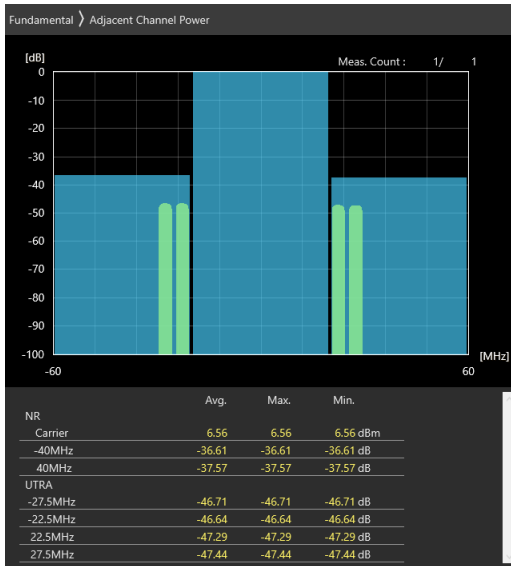 Fundamental 〉 Adjacent Channel Power
[dB]
Meas. Count : 1/ 1
0
-10
-20
-30
-40
-50
-60
-70
-80
-90
-100
[MHz]
-60 60
Avg. Max. Min.
NR
Carrier 6.56 6.56 6.56 dBm
-40MHz -36.61 -36.61 -36.61 dB
40MHz -37.57 -37.57 -37.57 dB
UTRA
-27.5MHz -46.71 -46.71 -46.71 dB
-22.5MHz -46.64 -46.64 -46.64 dB
22.5MHz -47.29 -47.29 -47.29 dB
27.5MHz -47.44 -47.44 -47.44 dB